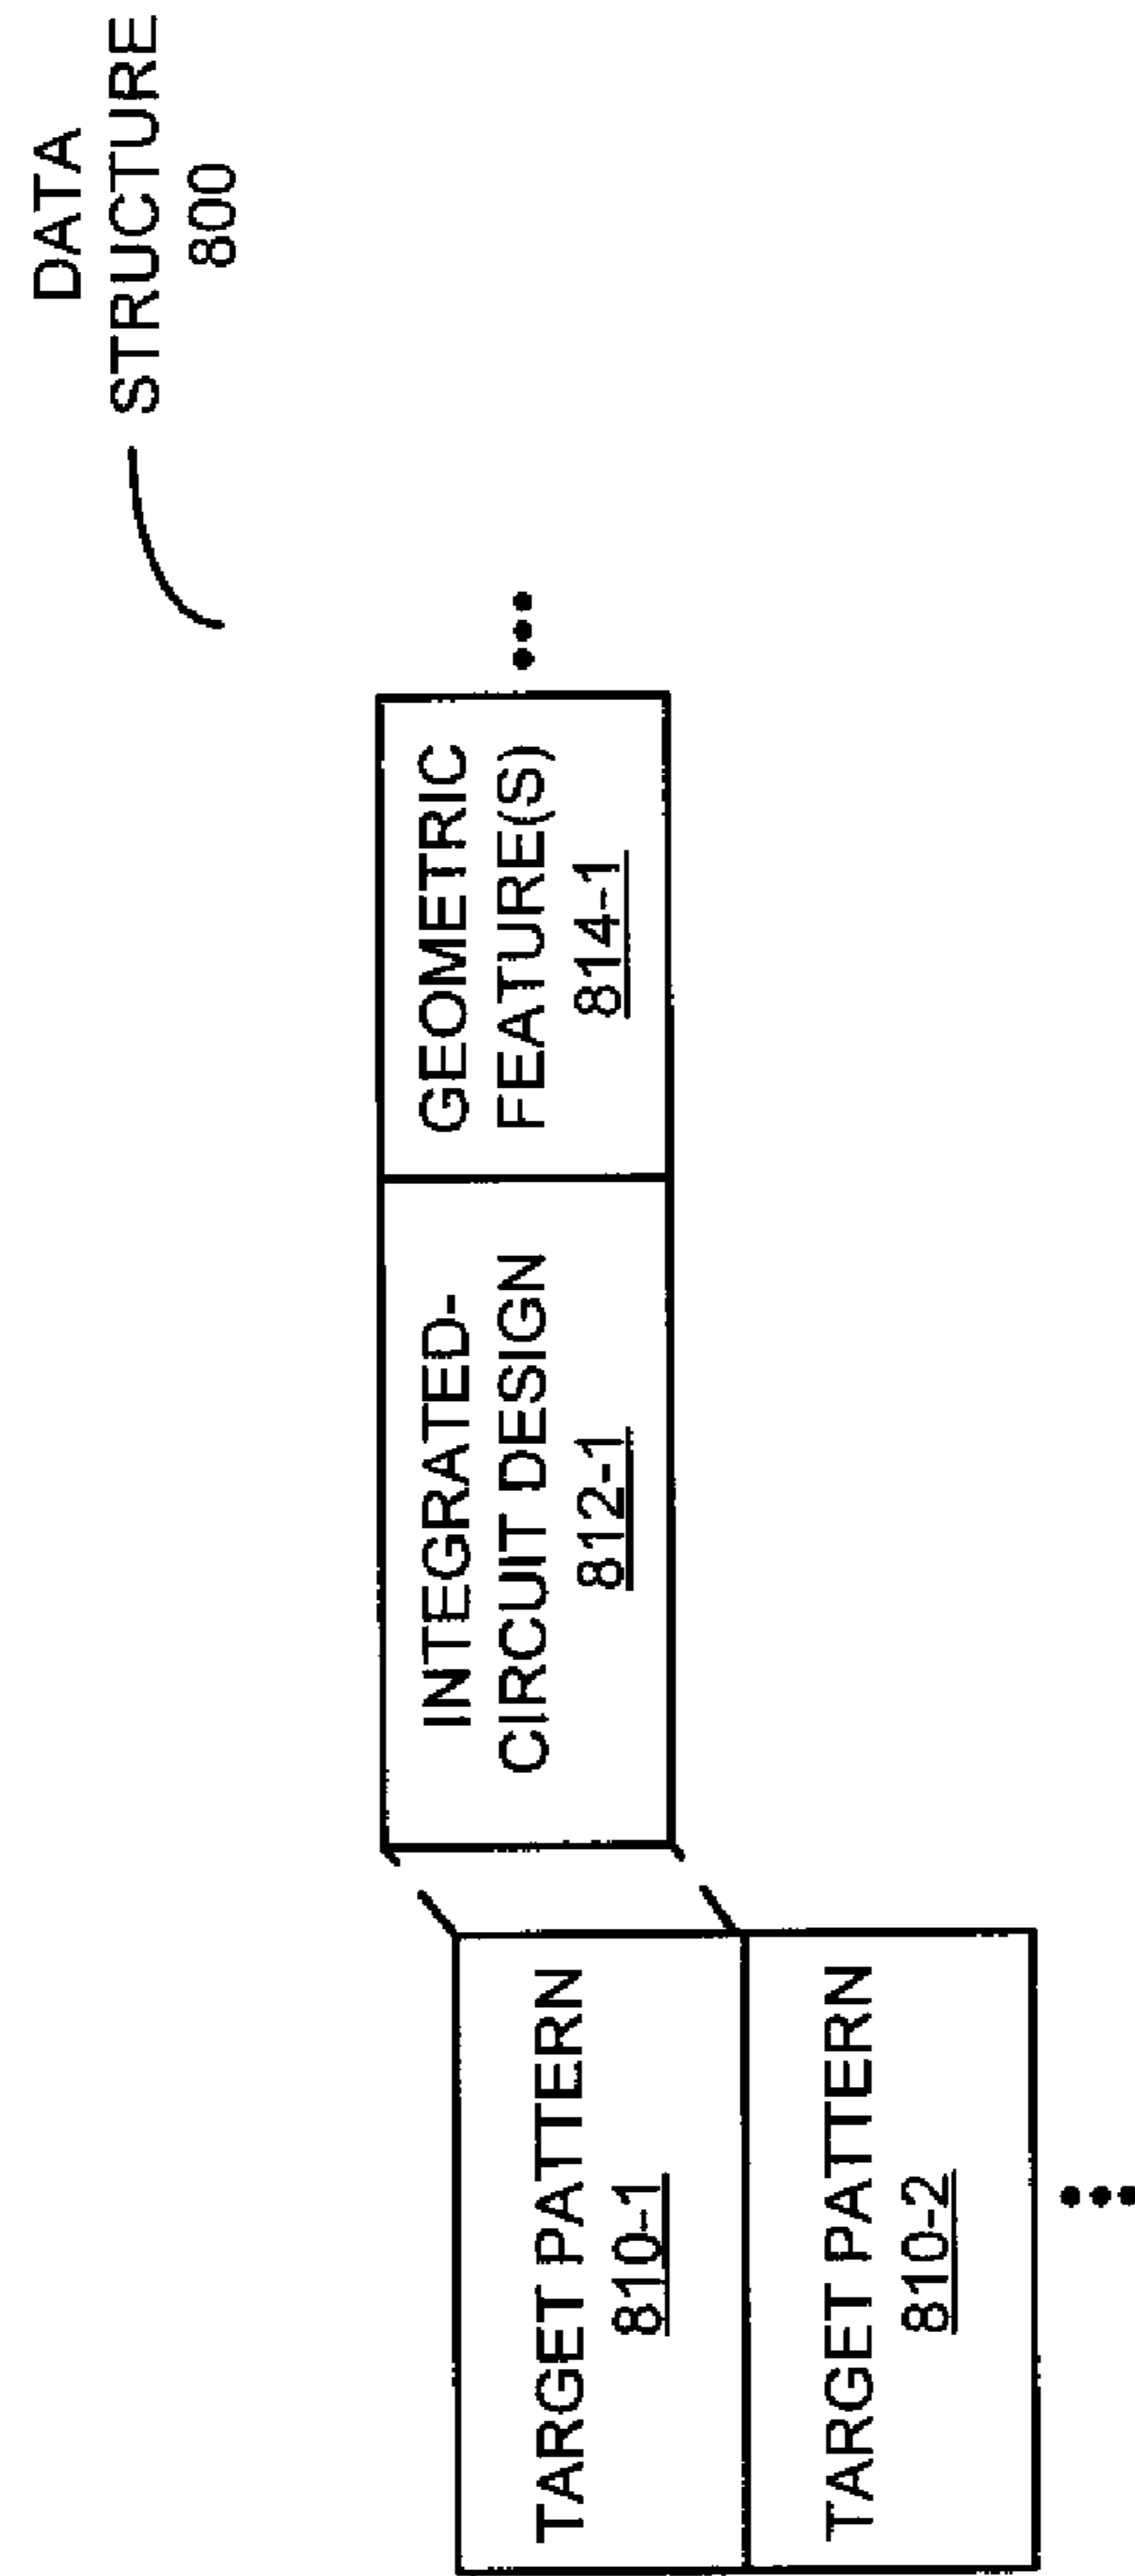 DATA
STRUCTURE
800
INTEGRATED-
CIRCUIT DESIGN
812-1
GEOMETRIC
FEATURE(S)
814-1
TARGET PATTERN
810-1
TARGET PATTERN
810-2